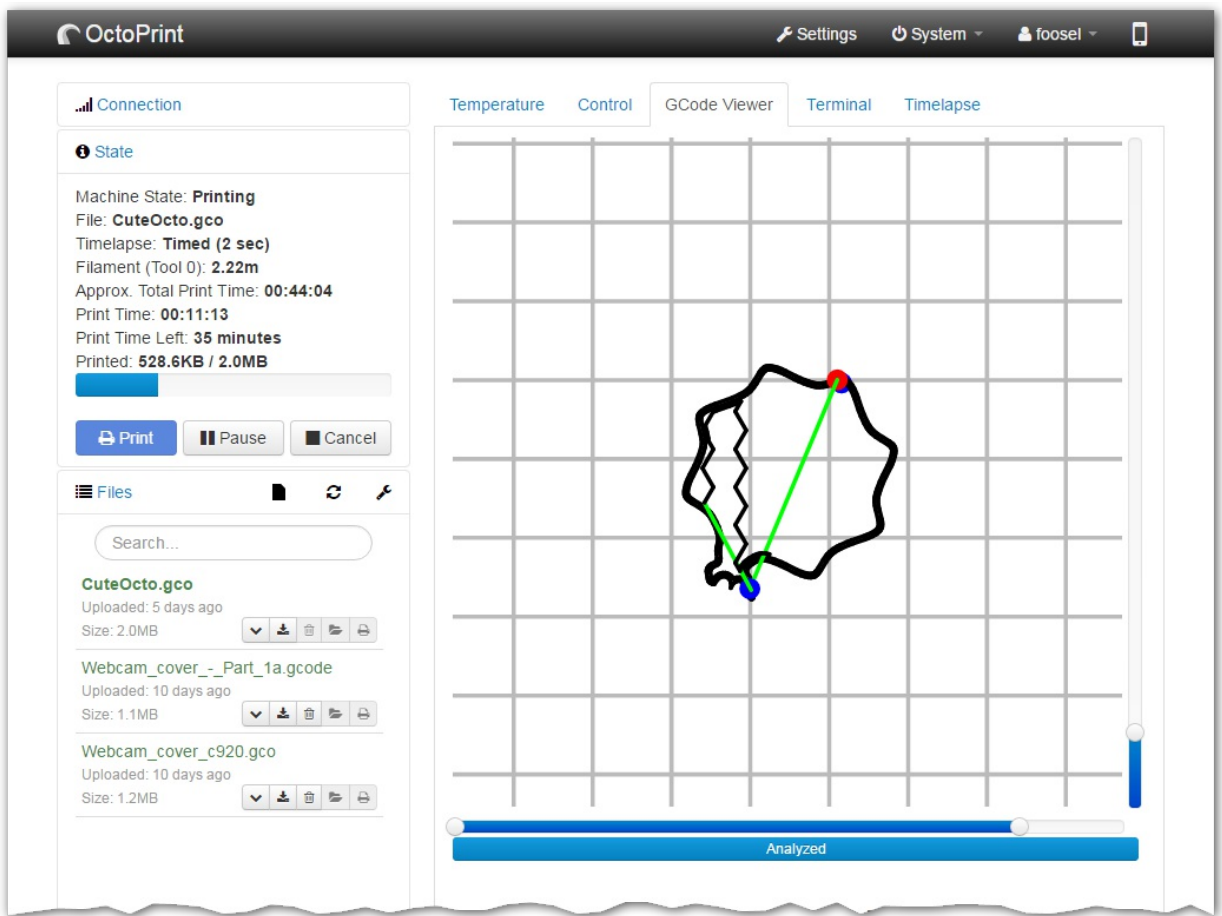 OctoPrint
Settings
System
foosel
Connection
State
Machine State: Printing
File: CuteOcto.gco
Timelapse: Timed (2 sec)
Filament (Tool 0): 2.22m
Approx. Total Print Time: 00:44:04
Print Time: 00:11:13
Print Time Left: 35 minutes
Printed: 528.6KB / 2.0MB
Print
Pause
Cancel
Files
Search...
CuteOcto.gco
Uploaded: 5 days ago
Size: 2.0MB
Webcam_cover_-_Part_1a.gcode
Uploaded: 10 days ago
Size: 1.1MB
Webcam_cover_c920.gco
Uploaded: 10 days ago
Size: 1.2MB
Temperature
Control
GCode Viewer
Terminal
Timelapse
Analyzed